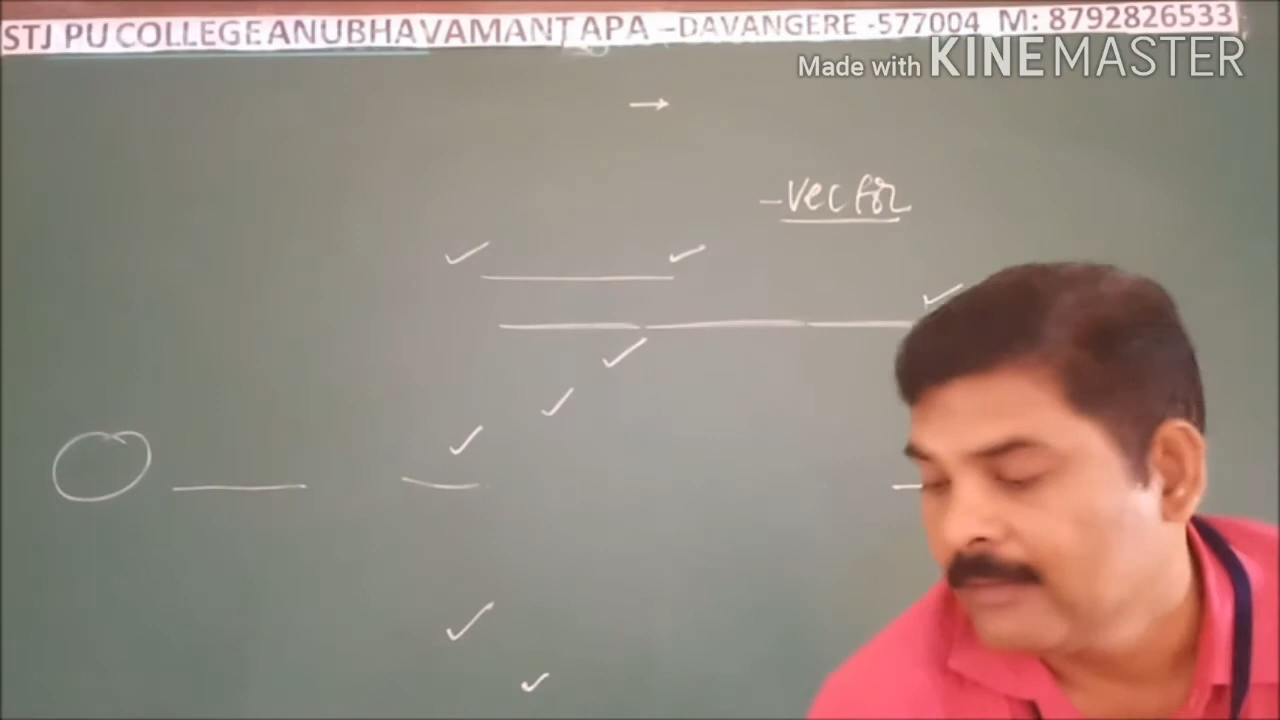 STJ PU COLLEGE ANUBHAVAMANTAPA –DAVANGERE -577004 M: 8792826533
Made with KINEMASTER
- Vector